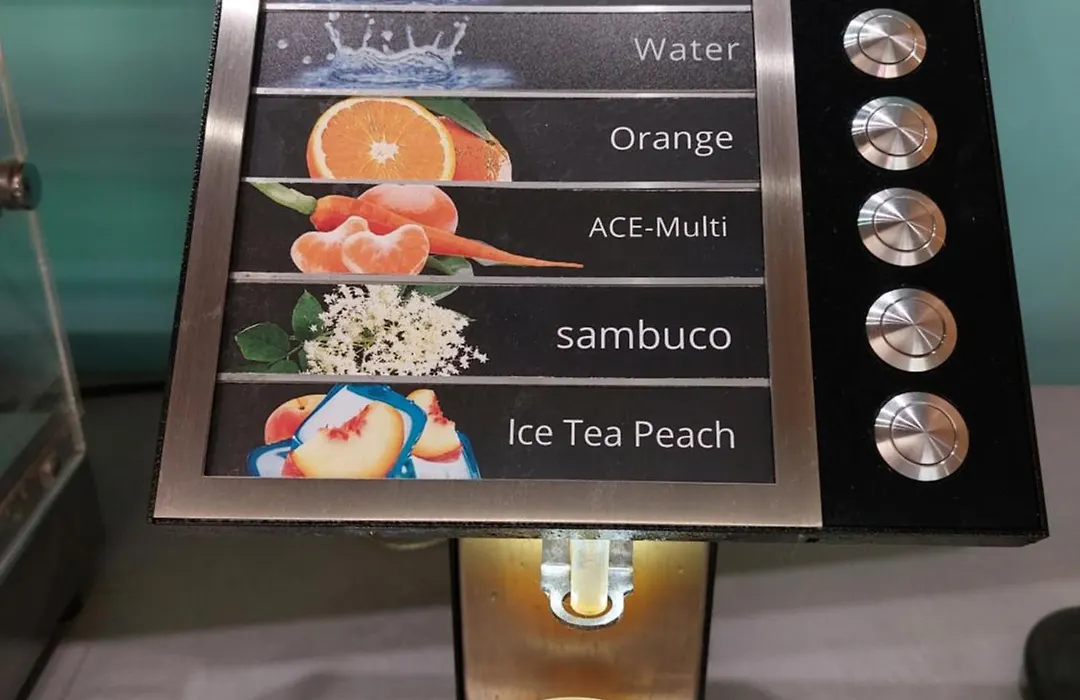 Water
Orange
ACE-Multi
sambuco
Ice Tea Peach